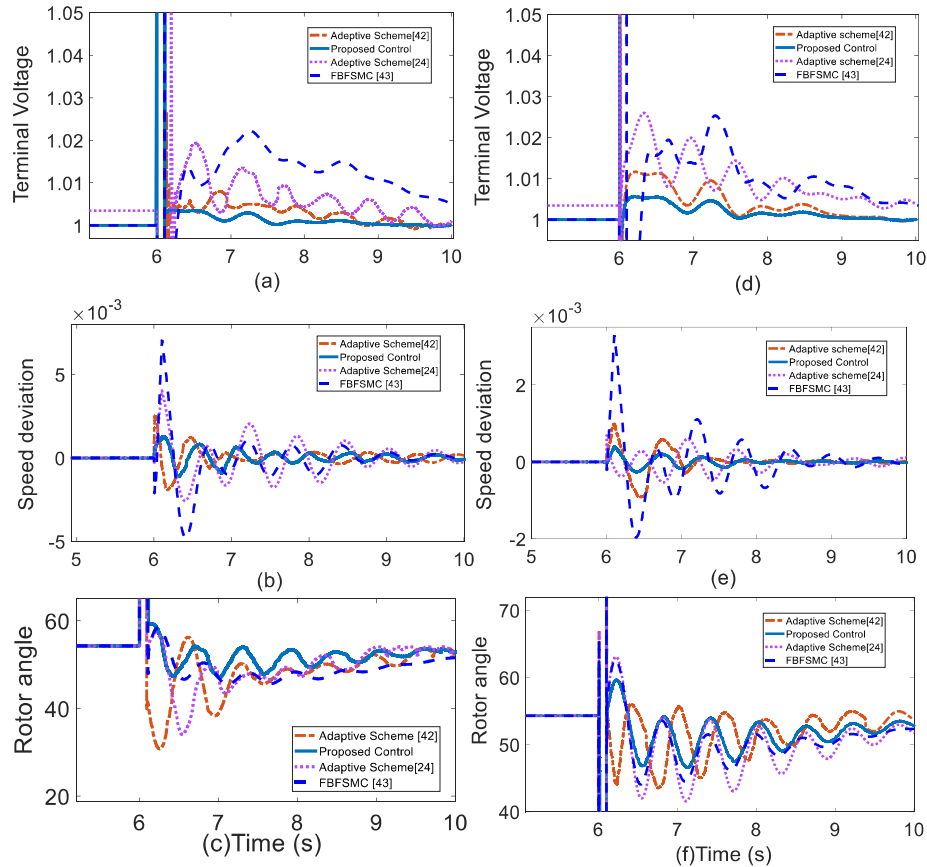 1.05
1.04
1.03
1.02
1.01
1
Terminal Voltage
Adaptive Scheme[42]
Proposed Control
Adaptive Scheme[24]
FBFSMC [43]
6
7
8
9
10
(a)
1.05
1.04
1.03
1.02
1.01
1
Terminal Voltage
Adaptive scheme[42]
Proposed Control
Adaptive scheme[24]
FBFSMC [43]
6
7
8
9
10
(d)
×10⁻³
5
0
-5
Speed deviation
Adaptive Scheme[42]
Proposed Control
Adaptive Scheme[24]
FBFSMC [43]
5
6
7
8
9
10
(b)
×10⁻³
2
0
-2
Speed deviation
Adaptive scheme[42]
Proposed Control
Adaptive scheme[24]
FBFSMC [43]
5
6
7
8
9
10
(e)
60
40
20
Rotor angle
Adaptive Scheme [42]
Proposed Control
Adaptive Scheme[24]
FBFSMC [43]
6
7
8
9
10
(c)Time (s)
70
60
50
40
Rotor angle
Adaptive Scheme[42]
Proposed Control
Adaptive Scheme[24]
FBFSMC [43]
6
7
8
9
10
(f)Time (s)